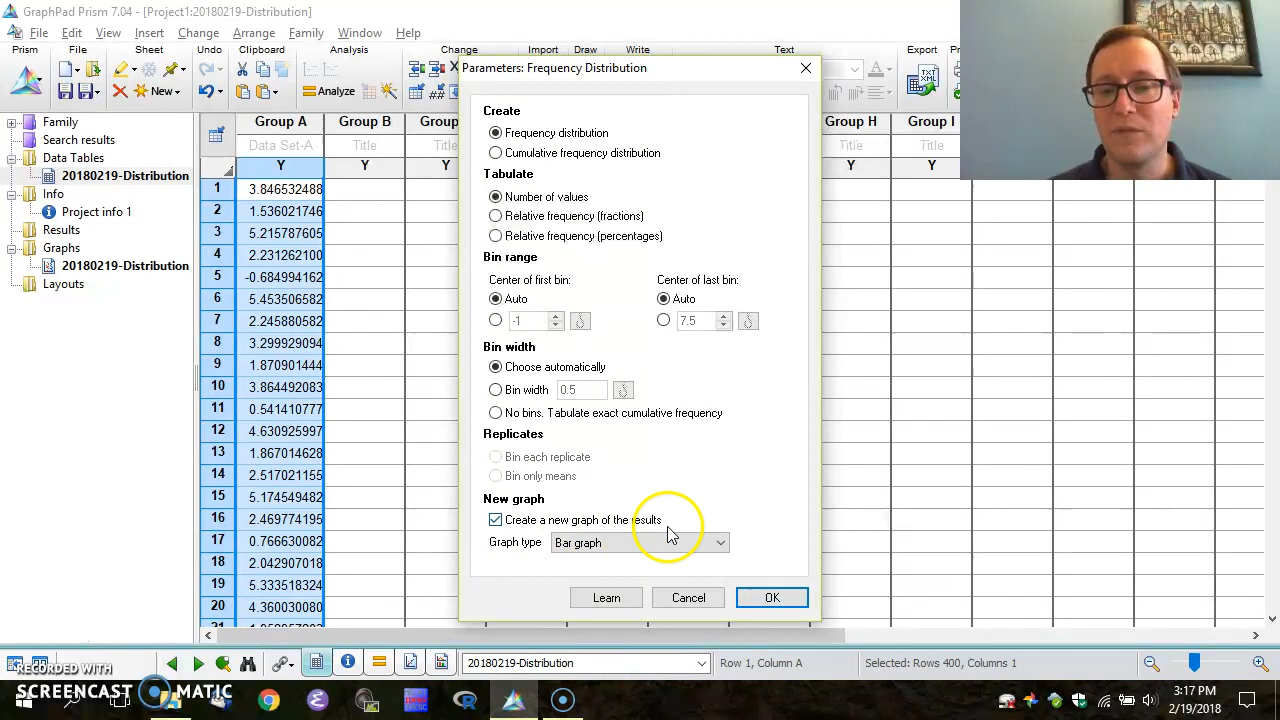 GraphPad Prism 7.04 - [Project1:20180219-Distribution]
File Edit View Insert Change Arrange Family Window Help
Prism File Sheet Undo Clipboard Analysis Change Import Draw Write Text Export
New
Analyze
Family
Search results
Data Tables
20180219-Distribution
Info
Project info 1
Results
Graphs
20180219-Distribution
Layouts
Group A Group B Group H Group I
Data Set-A Title Title Title
Y Y Y Y
1 3.846532488
2 1.536021746
3 5.215787605
4 2.231262100
5 -0.684994162
6 5.453506582
7 2.245880582
8 3.299929094
9 1.870901444
10 3.864492083
11 0.541410777
12 4.630925997
13 1.867014628
14 2.517021155
15 5.174549482
16 2.469774195
17 0.766630082
18 2.042907018
19 5.333518324
20 4.360030080
Parameters: Frequency Distribution
Create
Frequency distribution
Cumulative frequency distribution
Tabulate
Number of values
Relative frequency (fractions)
Relative frequency (percentages)
Bin range
Center of first bin: Center of last bin:
Auto Auto
-1 7.5
Bin width
Choose automatically
Bin width 0.5
No bins. Tabulate exact cumulative frequency
Replicates
Bin each replicate
Bin only means
New graph
Create a new graph of the results
Graph type Bar graph
Learn Cancel OK
20180219-Distribution Row 1, Column A Selected: Rows 400, Columns 1
RECORDED WITH
SCREENCAST MATIC
3:17 PM
2/19/2018